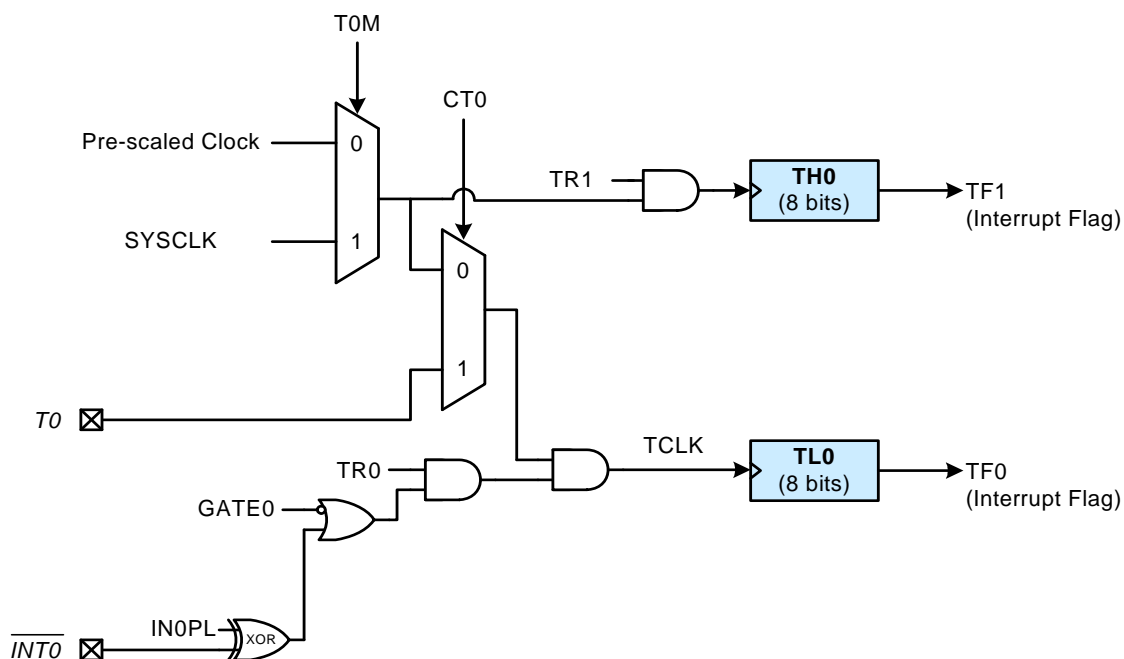 T0M
CT0
Pre-scaled Clock
0
TR1
TH0
(8 bits)
TF1
(Interrupt Flag)
SYSCLK
1
0
1
T0
TCLK
TL0
(8 bits)
TF0
(Interrupt Flag)
TR0
GATE0
IN0PL
XOR
INT0